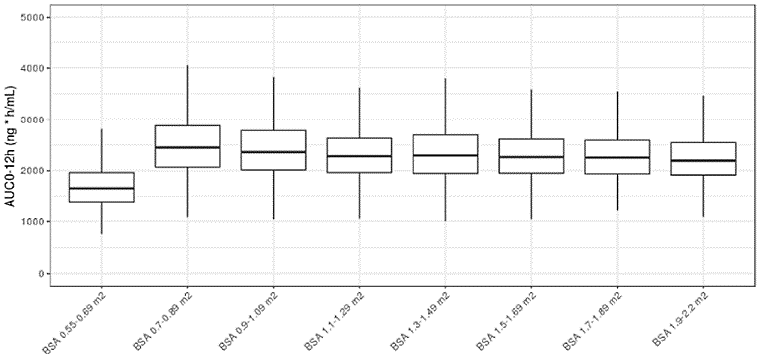 5000
4000
3000
2000
1000
0
AUC0-12h (ng * h/mL)
BSA 0.55-0.69 m2
BSA 0.7-0.89 m2
BSA 0.9-1.09 m2
BSA 1.1-1.29 m2
BSA 1.3-1.49 m2
BSA 1.5-1.69 m2
BSA 1.7-1.89 m2
BSA 1.9-2.2 m2